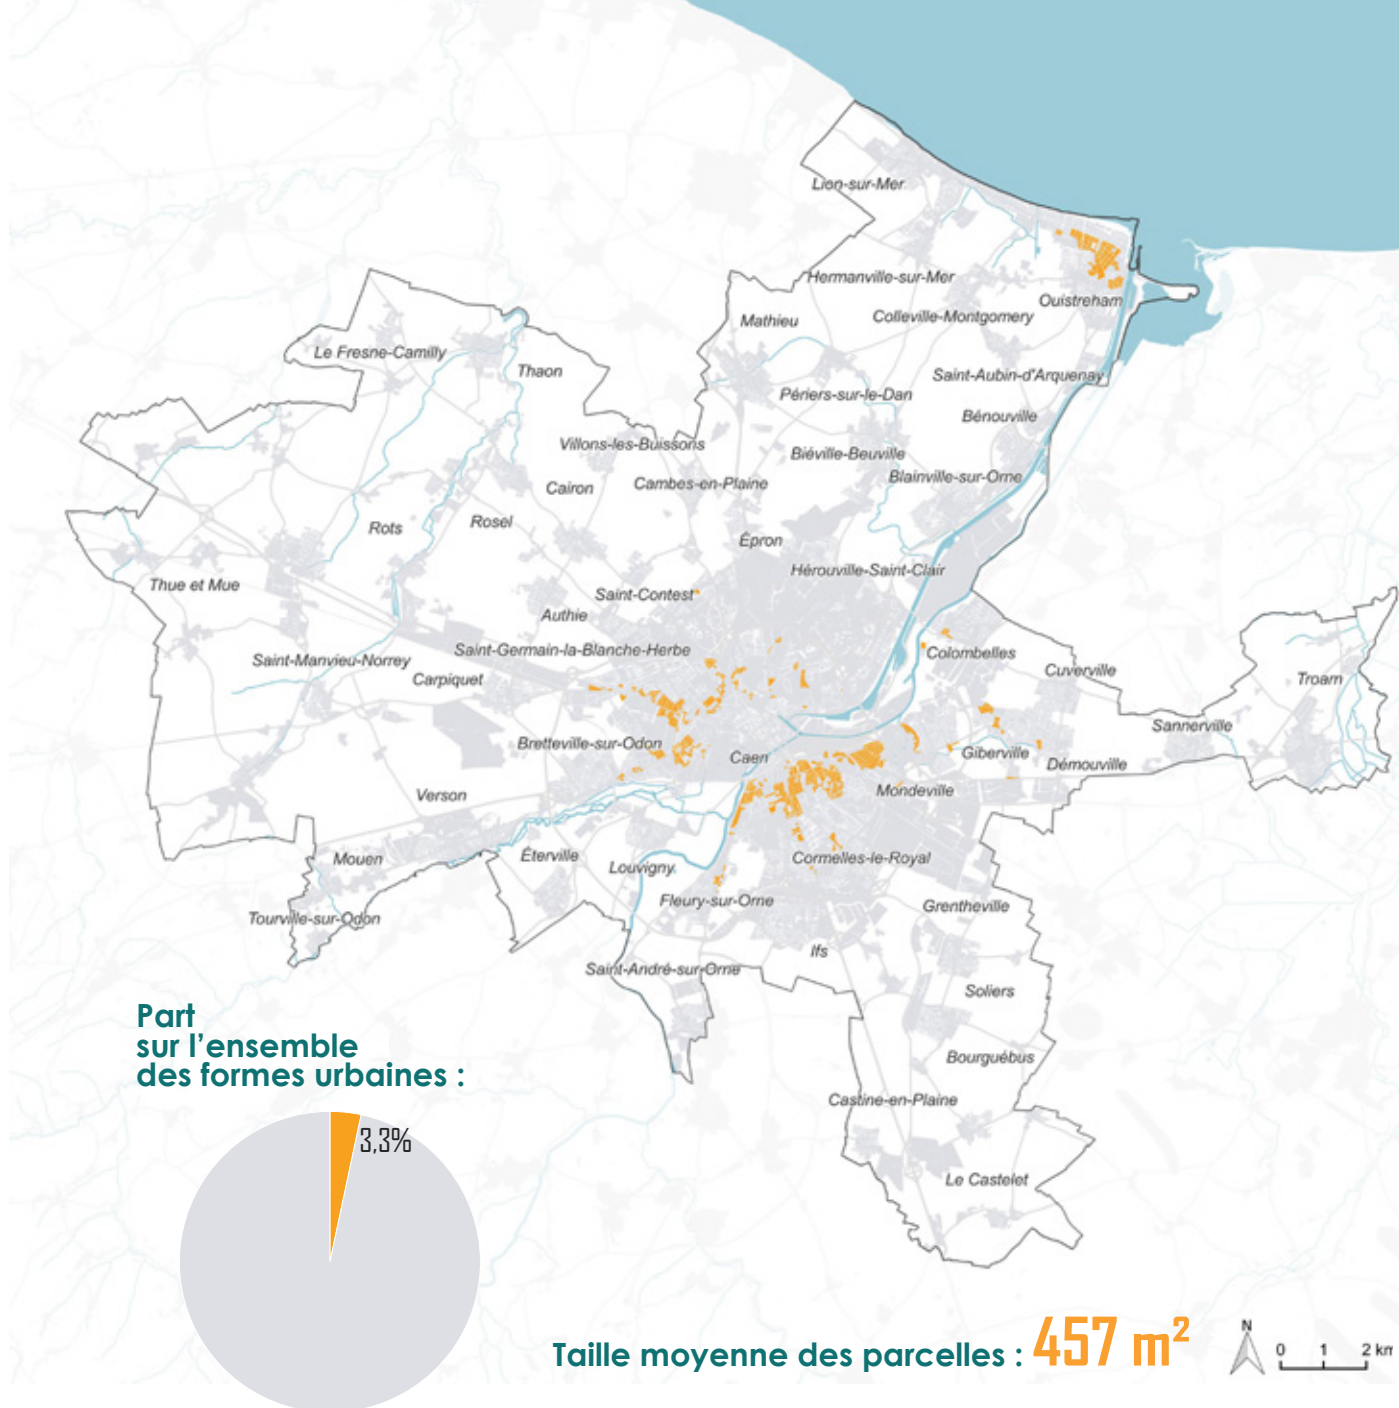 Lion-sur-Mer
Hermanville-sur-Mer
Ouistreham
Colleville-Montgomery
Mathieu
Le Fresne-Camilly
Thaon
Saint-Aubin-d'Arquenay
Périers-sur-le-Dan
Bénouville
Villons-les-Buissons
Biéville-Beuville
Cambes-en-Plaine
Blainville-sur-Orne
Cairon
Rosel
Rots
Épron
Hérouville-Saint-Clair
Thue et Mue
Saint-Contest
Authie
Saint-Germain-la-Blanche-Herbe
Colombelles
Saint-Manvieu-Norrey
Carpiquet
Cuverville
Troarn
Sannerville
Bretteville-sur-Odon
Caen
Giberville
Démouville
Verson
Mondeville
Mouen
Éterville
Louvigny
Cormelles-le-Royal
Fleury-sur-Orne
Grentheville
Tourville-sur-Odon
Ifs
Saint-André-sur-Orne
Soliers
Bourguébus
Castine-en-Plaine
Le Castelet
Part
sur l'ensemble
des formes urbaines :
3,3%
Taille moyenne des parcelles : 457 m²
N
0 1 2 km